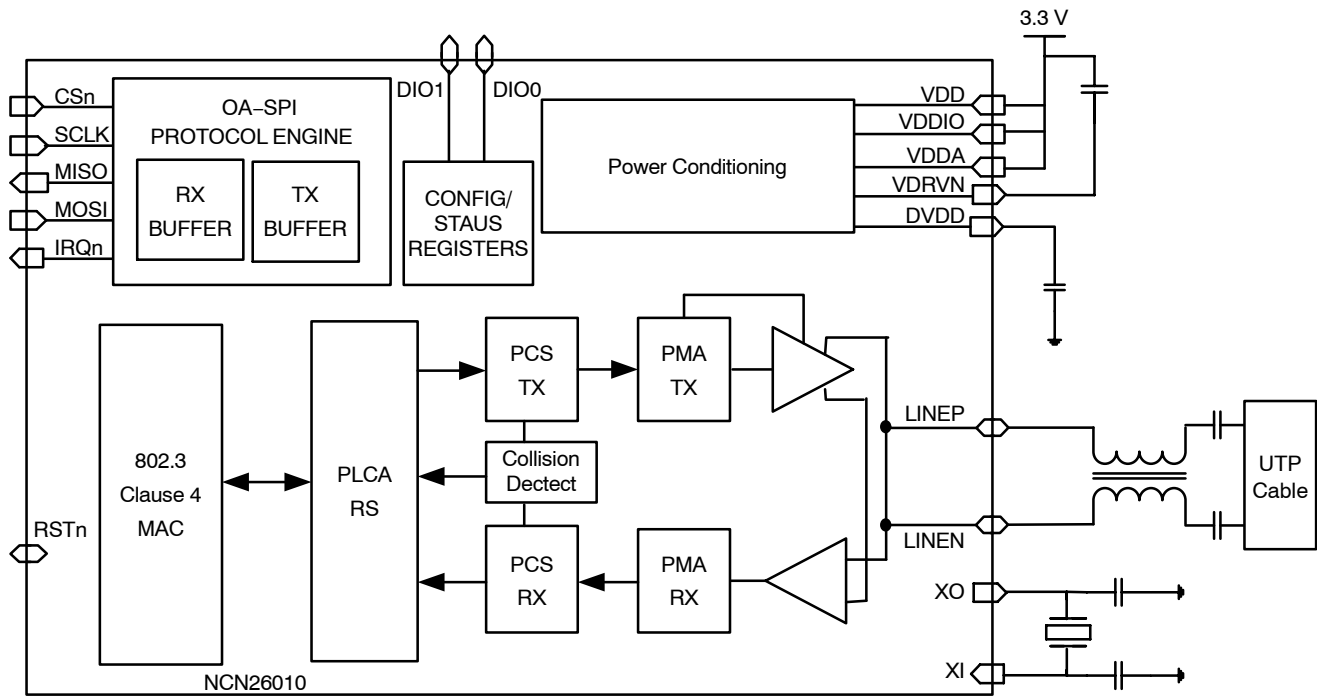 3.3 V
CSn
SCLK
MISO
MOSI
IRQn
OA–SPI
PROTOCOL ENGINE
RX
BUFFER
TX
BUFFER
DIO1
DIO0
CONFIG/
STAUS
REGISTERS
Power Conditioning
VDD
VDDIO
VDDA
VDRVN
DVDD
802.3
Clause 4
MAC
PLCA
RS
PCS
TX
PMA
TX
Collision
Dectect
PCS
RX
PMA
RX
LINEP
LINEN
UTP
Cable
RSTn
XO
XI
NCN26010